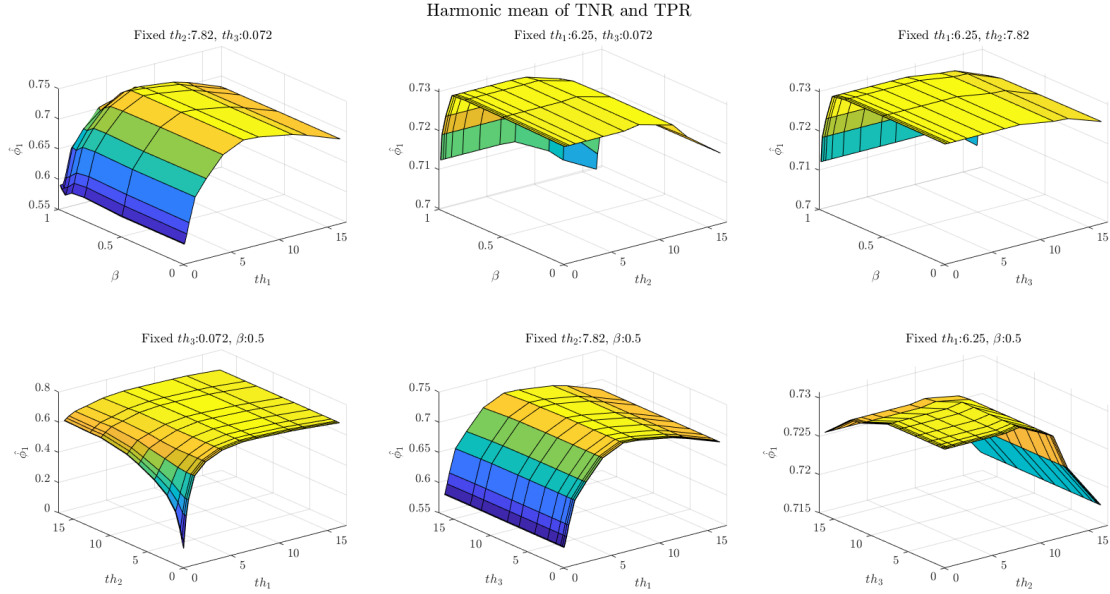 Harmonic mean of TNR and TPR
Fixed th₂:7.82, th₃:0.072
0.75
0.7
0.65
0.6
0.55
φ̂₁
1
0.5
0
β
0
5
10
15
th₁
Fixed th₁:6.25, th₃:0.072
0.73
0.72
0.71
0.7
φ̂₁
1
0.5
0
β
0
5
10
15
th₂
Fixed th₁:6.25, th₂:7.82
0.73
0.72
0.71
0.7
φ̂₁
1
0.5
0
β
0
5
10
15
th₃
Fixed th₃:0.072, β:0.5
0.8
0.6
0.4
0.2
0
φ̂₁
15
10
5
0
th₂
0
5
10
15
th₁
Fixed th₂:7.82, β:0.5
0.75
0.7
0.65
0.6
0.55
φ̂₁
15
10
5
0
th₃
0
5
10
15
th₁
Fixed th₁:6.25, β:0.5
0.73
0.725
0.72
0.715
φ̂₁
15
10
5
0
th₃
0
5
10
15
th₂